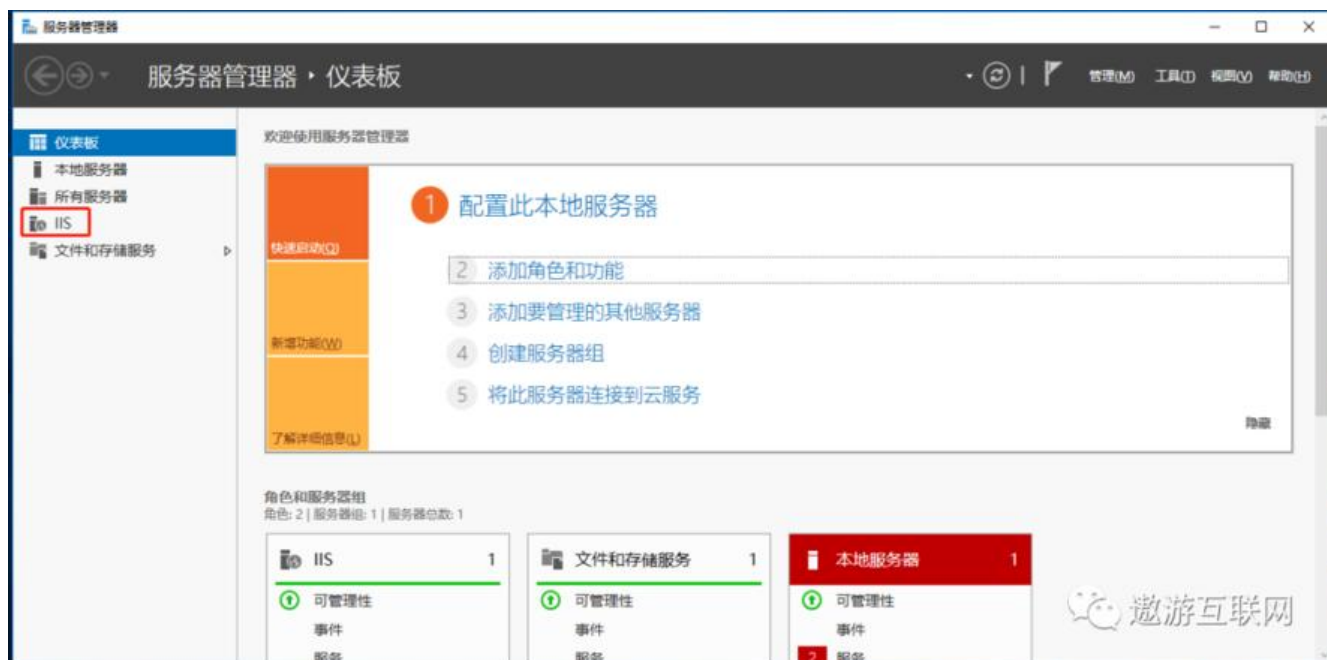 服务器管理器
服务器管理器 ‣ 仪表板
管理(M) 工具(T) 视图(V) 帮助(H)
仪表板
本地服务器
所有服务器
IIS
文件和存储服务
欢迎使用服务器管理器
快速启动(Q)
新增功能(W)
了解详细信息(L)
1 配置此本地服务器
2 添加角色和功能
3 添加要管理的其他服务器
4 创建服务器组
5 将此服务器连接到云服务
隐藏
角色和服务器组
角色: 2 | 服务器组: 1 | 服务器总数: 1
IIS 1
可管理性
事件
服务
文件和存储服务 1
可管理性
事件
服务
本地服务器 1
可管理性
事件
2 服务
遨游互联网